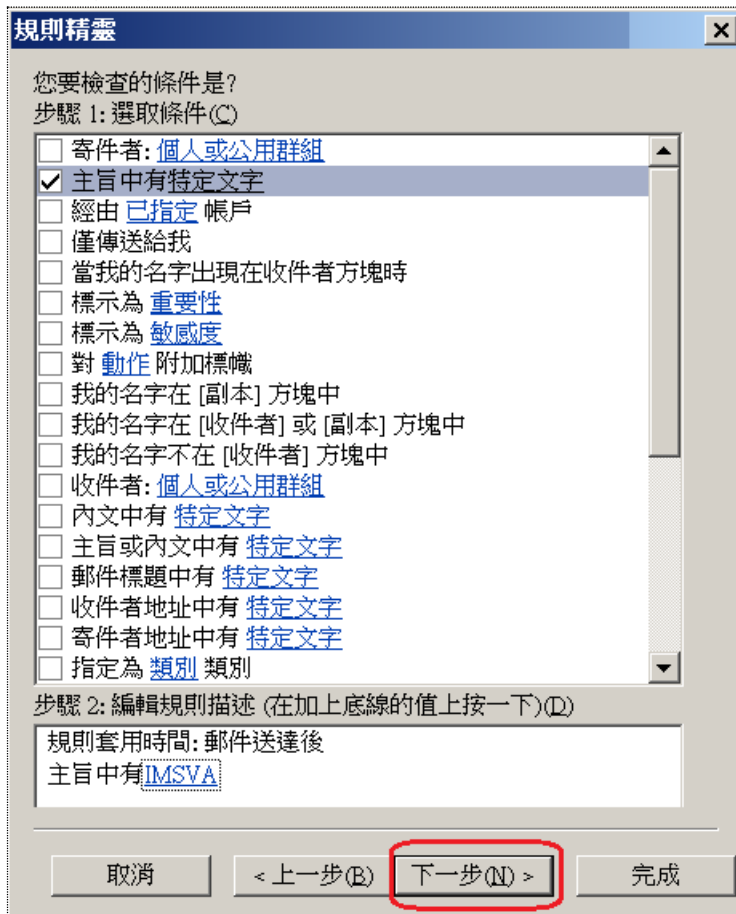 規則精靈
您要檢查的條件是?
步驟 1: 選取條件(C)
寄件者: 個人或公用群組
主旨中有特定文字
經由 已指定 帳戶
僅傳送給我
當我的名字出現在收件者方塊時
標示為 重要性
標示為 敏感度
對 動作 附加標幟
我的名字在 [副本] 方塊中
我的名字在 [收件者] 或 [副本] 方塊中
我的名字不在 [收件者] 方塊中
收件者: 個人或公用群組
內文中有 特定文字
主旨或內文中有 特定文字
郵件標題中有 特定文字
收件者地址中有 特定文字
寄件者地址中有 特定文字
指定為 類別 類別
步驟 2: 編輯規則描述 (在加上底線的值上按一下)(D)
規則套用時間: 郵件送達後
主旨中有IMSVA
取消 < 上一步(B) 下一步(N) > 完成